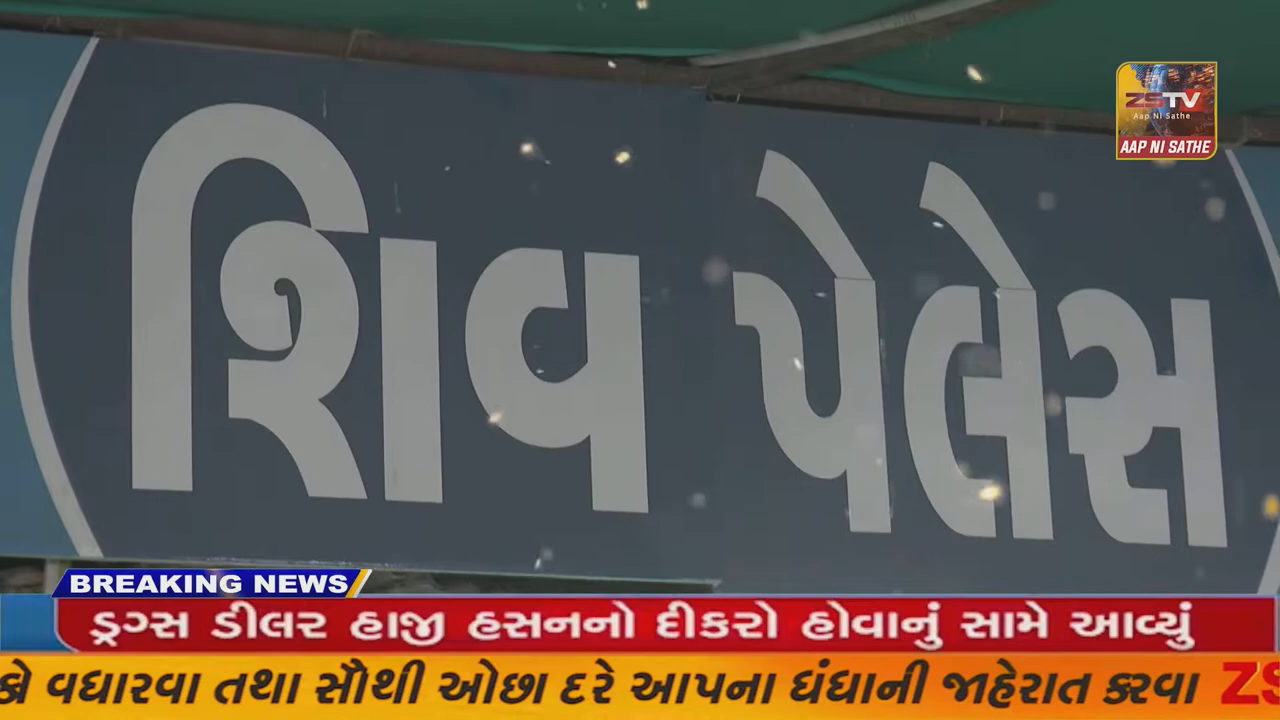 શિવ પેલેસ
ZSTV
Aap Ni Sathe
AAP NI SATHE
BREAKING NEWS
ડ્રગ્સ ડીલર હાજી હસનનો દીકરો હોવાનું સામે આવ્યું
વધારવા તથા સૌથી ઓછા દરે આપના ધંધાની જાહેરાત કરવા ZS